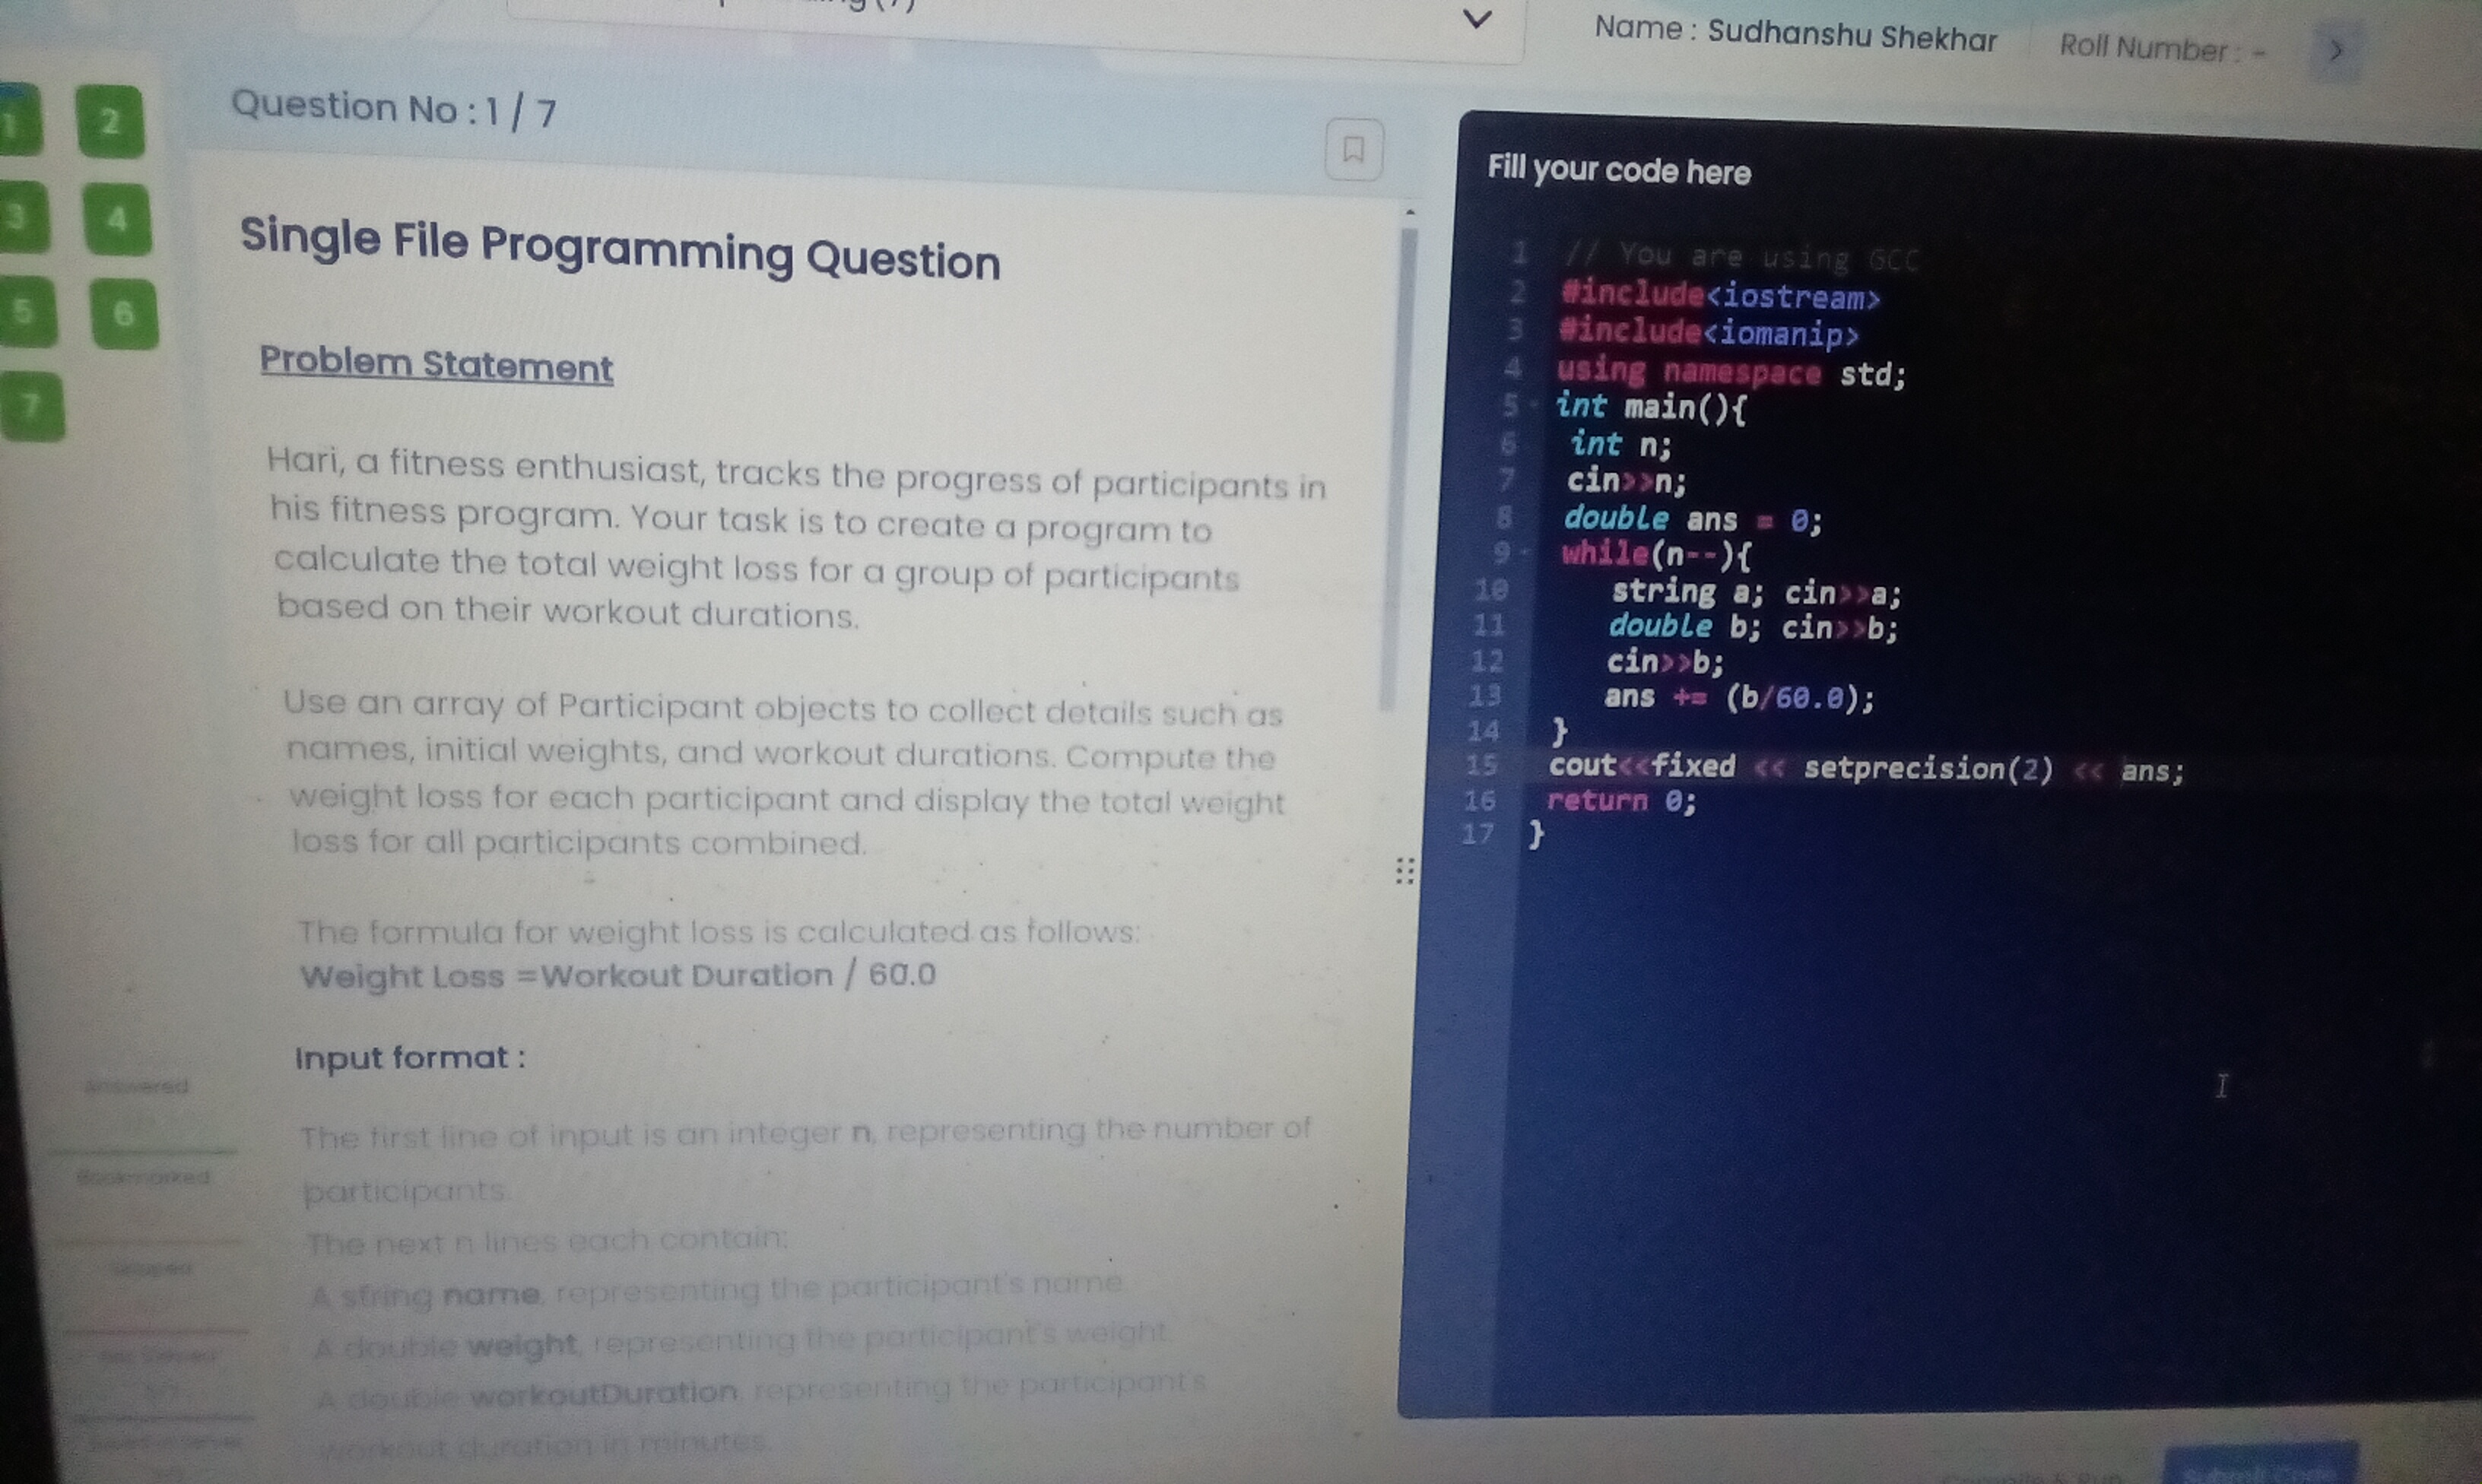 Name : Sudhanshu Shekhar
Roll Number : -
Question No : 1 / 7
1
2
3
4
5
6
7
Single File Programming Question
Problem Statement
Hari, a fitness enthusiast, tracks the progress of participants in
his fitness program. Your task is to create a program to
calculate the total weight loss for a group of participants
based on their workout durations.
Use an array of Participant objects to collect details such as
names, initial weights, and workout durations. Compute the
weight loss for each participant and display the total weight
loss for all participants combined.
The formula for weight loss is calculated as follows:
Weight Loss =Workout Duration / 60.0
Input format :
The first line of input is an integer n, representing the number of
participants.
The next n lines each contain:
A string name, representing the participant's name
A double weight, representing the participant's weight
A double workoutDuration, representing the participant's
workout duration in minutes.
Answered
Bookmarked
Skipped
Fill your code here
1 // You are using GCC
2 #include<iostream>
3 #include<iomanip>
4 using namespace std;
5 int main(){
6 int n;
7 cin>>n;
8 double ans = 0;
9 while(n--){
10 string a; cin>>a;
11 double b; cin>>b;
12 cin>>b;
13 ans += (b/60.0);
14 }
15 cout<<fixed << setprecision(2) << ans;
16 return 0;
17 }
Compile & Run